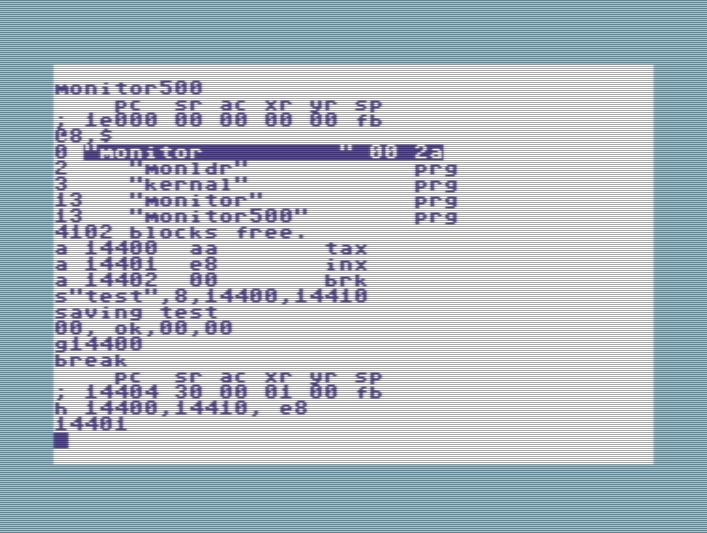 monitor500
pc sr ac xr yr sp
; 1e000 00 00 00 00 fb
@8,$
0 "monitor " 00 2a
2 "monldr" prg
3 "kernal" prg
13 "monitor" prg
13 "monitor500" prg
4102 blocks free.
a 14400 aa tax
a 14401 e8 inx
a 14402 00 brk
s"test",8,14400,14410
saving test
00, ok,00,00
g14400
break
pc sr ac xr yr sp
; 14404 30 00 01 00 fb
h 14400,14410, e8
14401